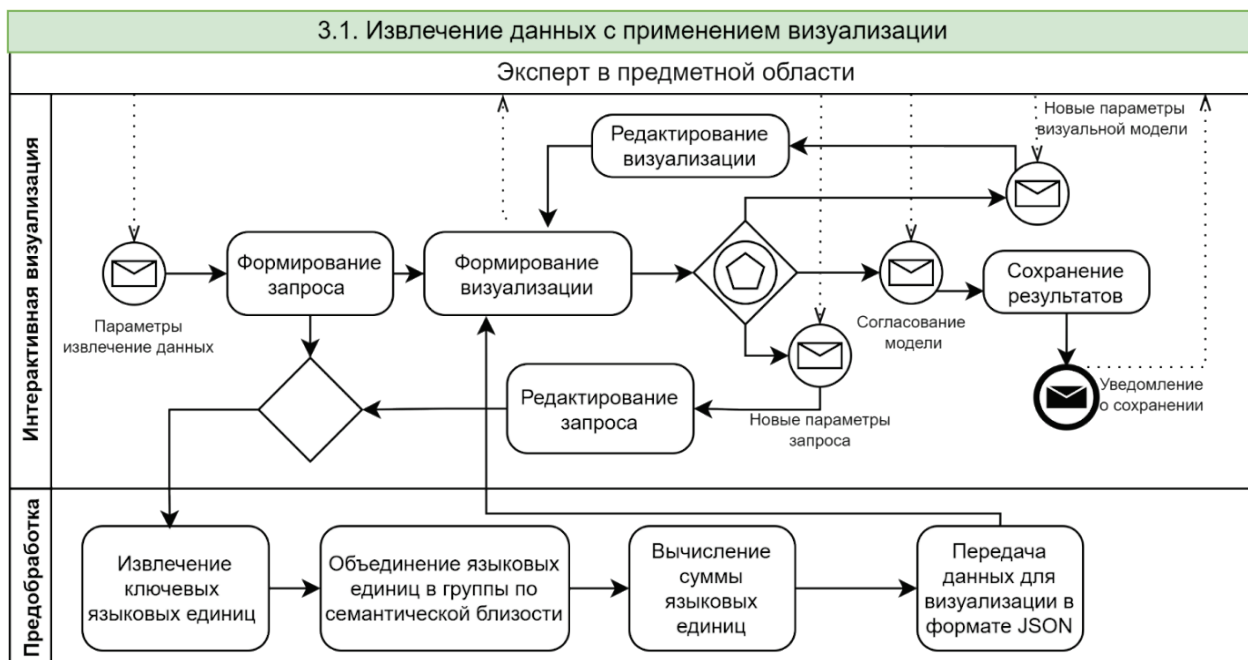 3.1. Извлечение данных с применением визуализации
Эксперт в предметной области
Интерактивная визуализация
Новые параметры
визуальной модели
Редактирование
визуализации
Формирование
запроса
Формирование
визуализации
Сохранение
результатов
Параметры
извлечение данных
Согласование
модели
Редактирование
запроса
Новые параметры
запроса
Уведомление
о сохранении
Предобработка
Извлечение
ключевых
языковых единиц
Объединение языковых
единиц в группы по
семантической близости
Вычисление
суммы
языковых
единиц
Передача
данных для
визуализации в
формате JSON